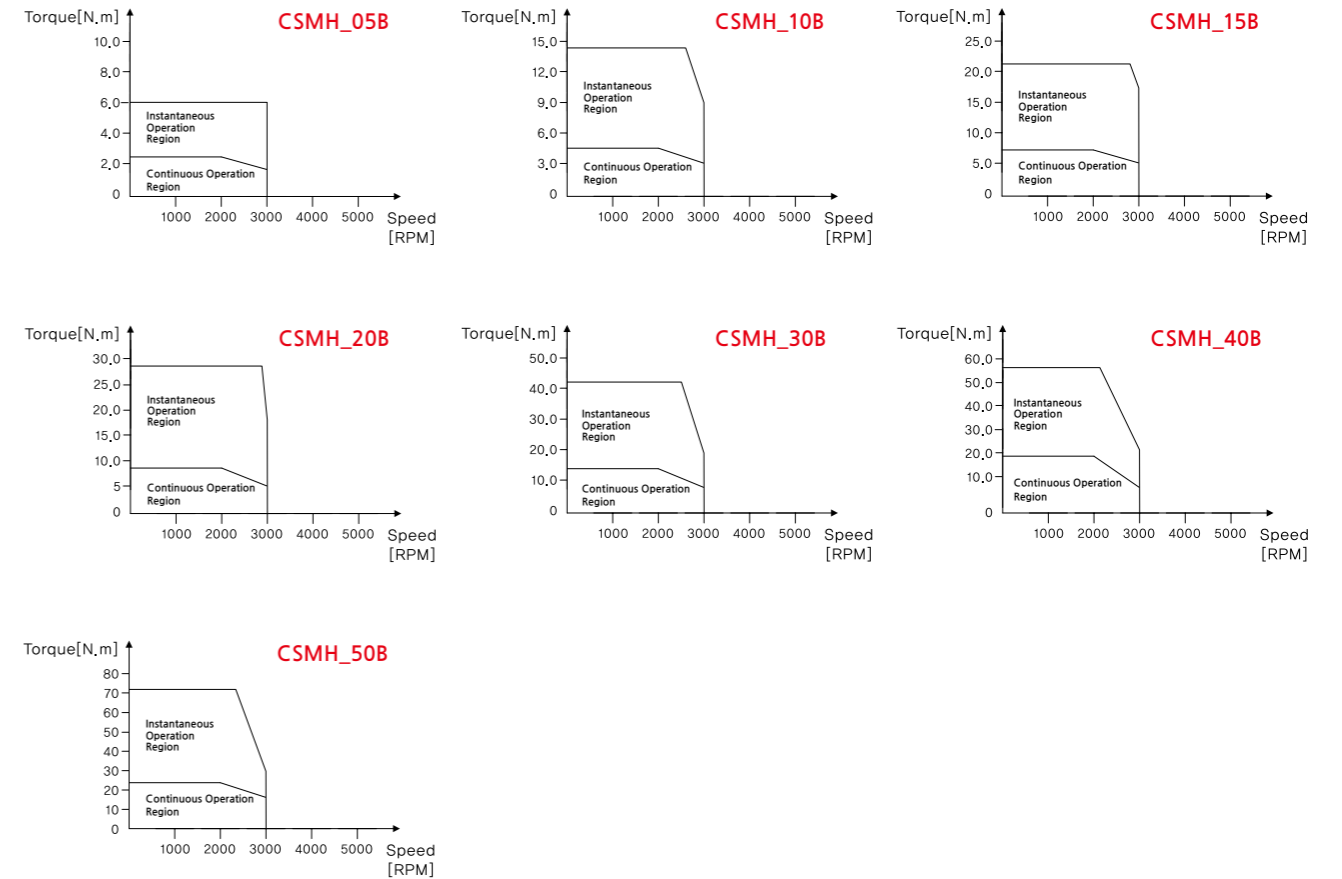 Torque[N.m]
CSMH_05B
10.0
8.0
6.0
4.0
2.0
0
Instantaneous
Operation
Region
Continuous Operation
Region
1000 2000 3000 4000 5000 Speed
[RPM]
Torque[N.m]
CSMH_10B
15.0
12.0
9.0
6.0
3.0
0
Instantaneous
Operation
Region
Continuous Operation
Region
1000 2000 3000 4000 5000 Speed
[RPM]
Torque[N.m]
CSMH_15B
25.0
20.0
15.0
10.0
5.0
0
Instantaneous
Operation
Region
Continuous Operation
Region
1000 2000 3000 4000 5000 Speed
[RPM]
Torque[N.m]
CSMH_20B
30.0
25.0
20.0
15.0
10.0
5
0
Instantaneous
Operation
Region
Continuous Operation
Region
1000 2000 3000 4000 5000 Speed
[RPM]
Torque[N.m]
CSMH_30B
50.0
40.0
30.0
20.0
10.0
0
Instantaneous
Operation
Region
Continuous Operation
Region
1000 2000 3000 4000 5000 Speed
[RPM]
Torque[N.m]
CSMH_40B
60.0
50.0
40.0
30.0
20.0
10.0
0
Instantaneous
Operation
Region
Continuous Operation
Region
1000 2000 3000 4000 5000 Speed
[RPM]
Torque[N.m]
CSMH_50B
80
70
60
50
40
30
20
10
0
Instantaneous
Operation
Region
Continuous Operation
Region
1000 2000 3000 4000 5000 Speed
[RPM]